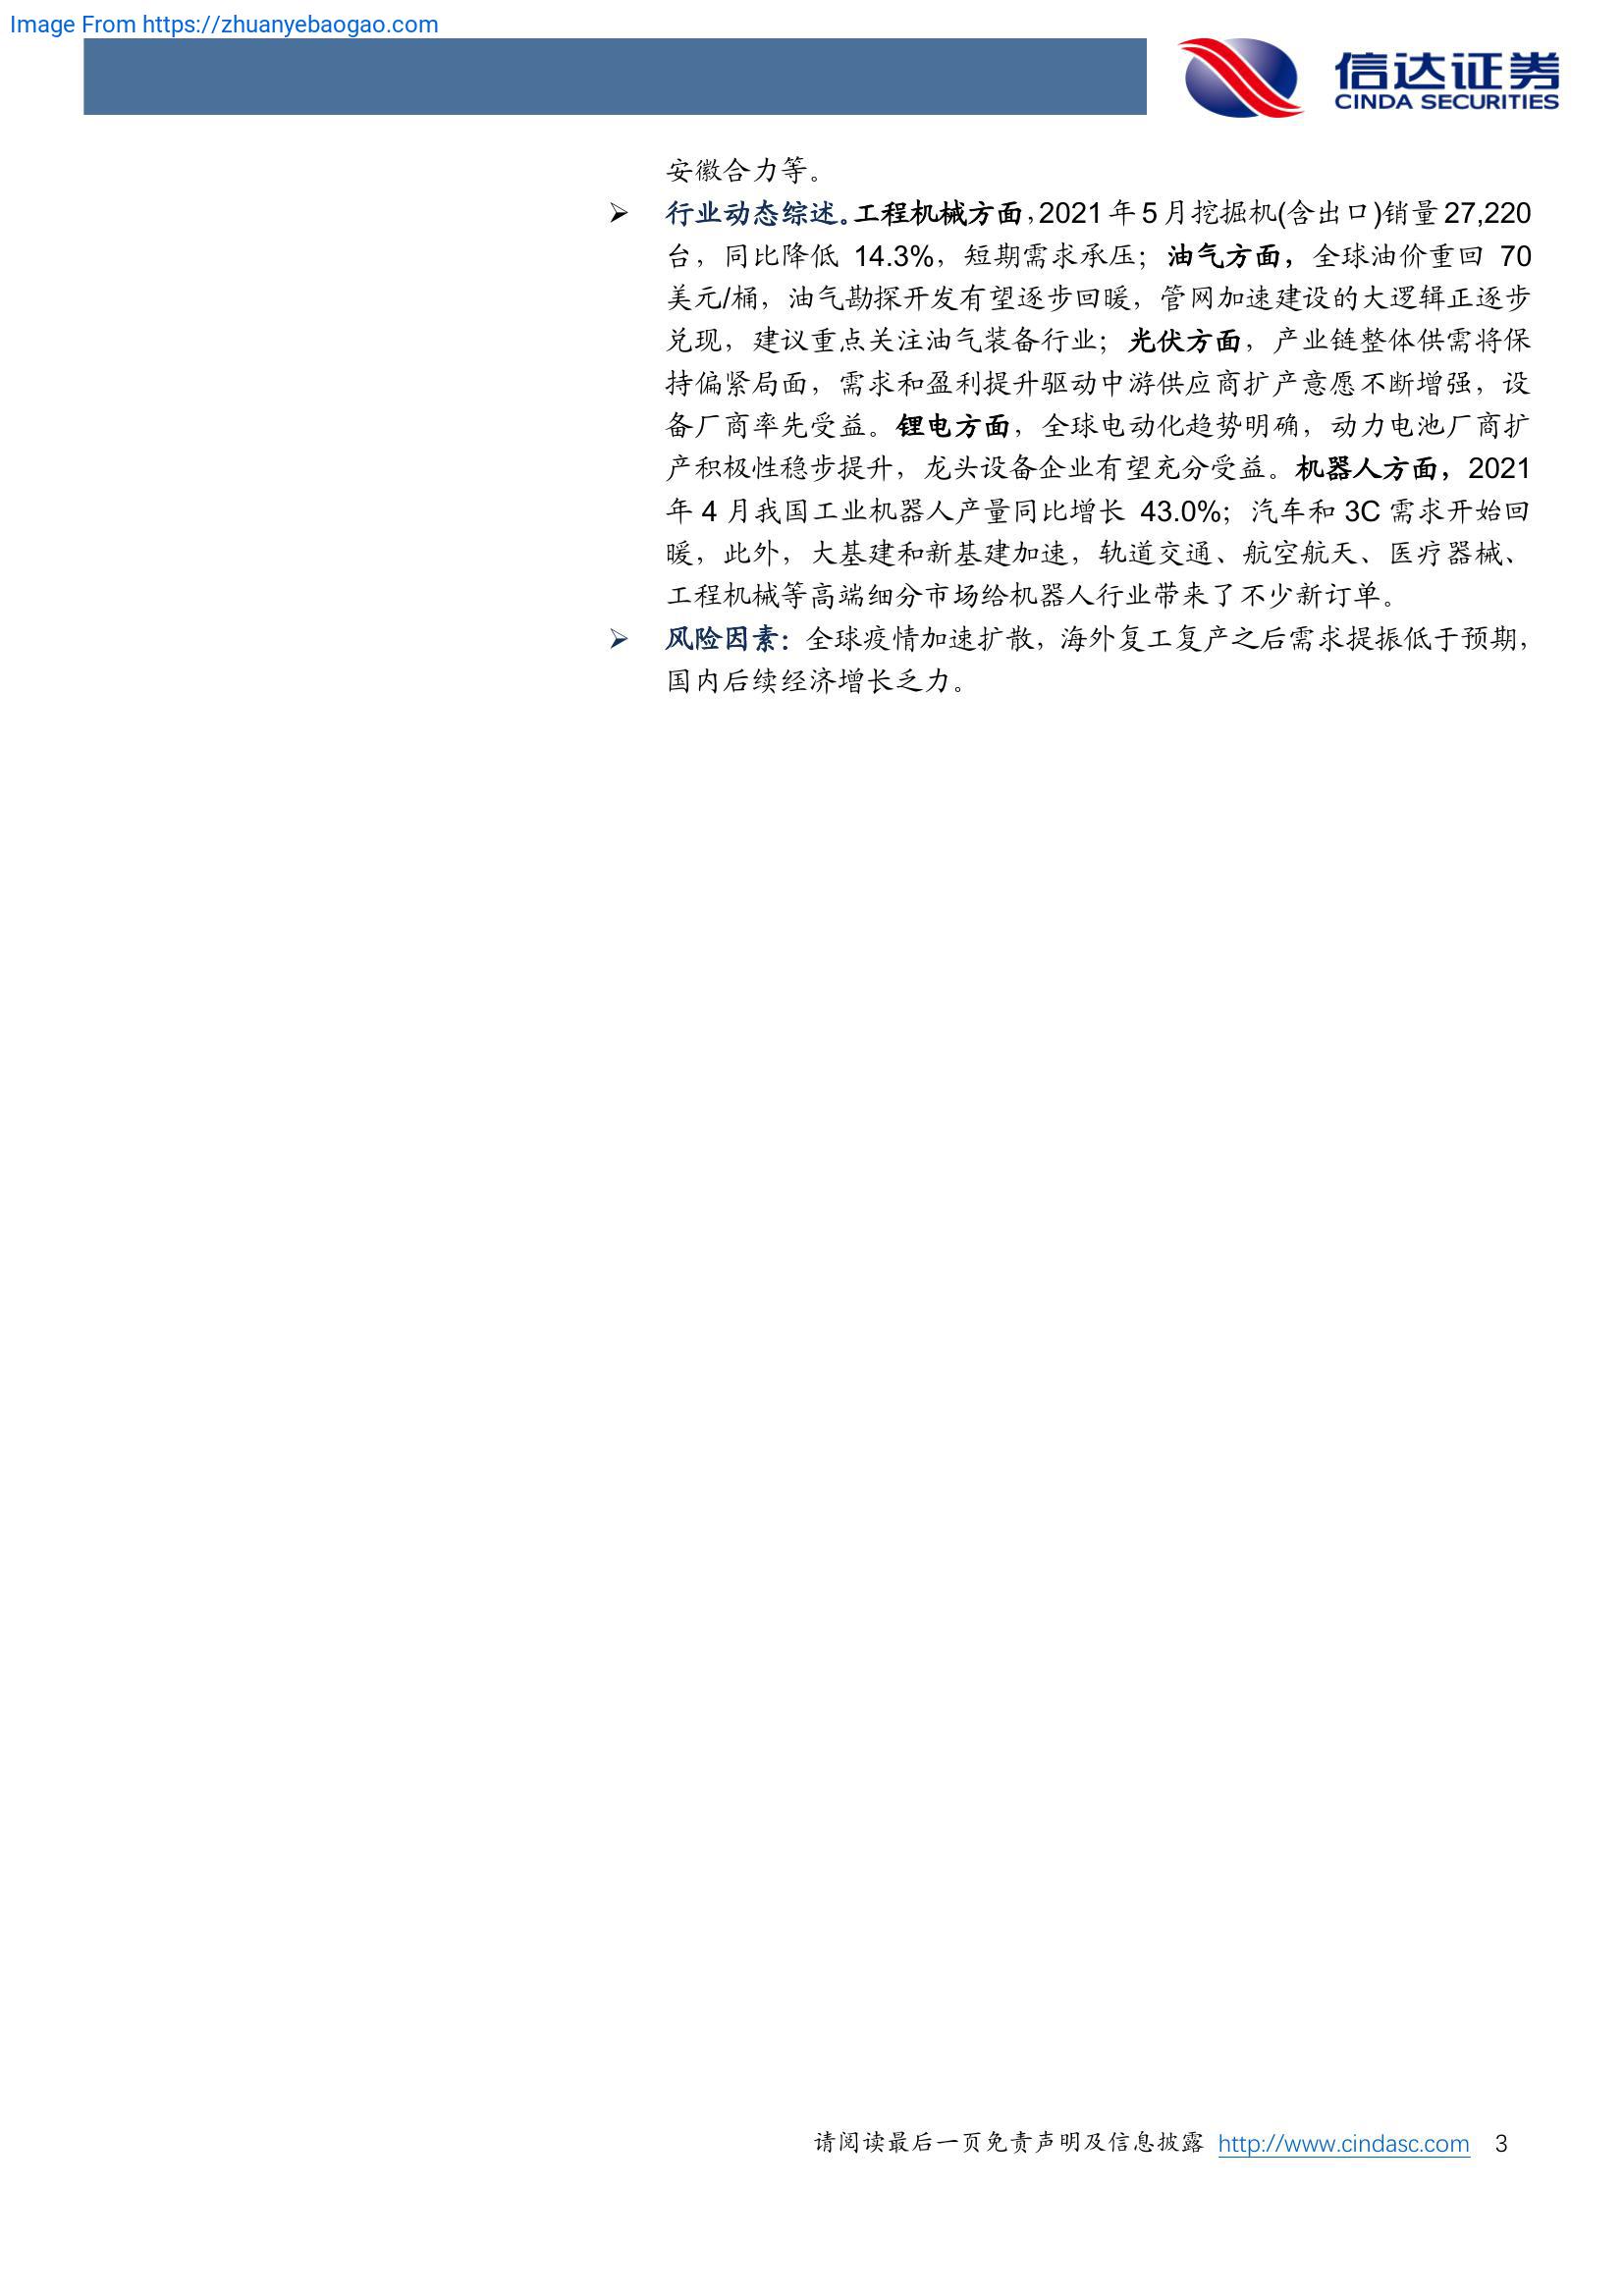 Image From https://zhuanyebaogao.com
信达证券
CINDA SECURITIES
安徽合力等。
➢ 行业动态综述。工程机械方面，2021 年 5 月挖掘机(含出口)销量 27,220
台，同比降低 14.3%，短期需求承压；油气方面，全球油价重回 70
美元/桶，油气勘探开发有望逐步回暖，管网加速建设的大逻辑正逐步
兑现，建议重点关注油气装备行业；光伏方面，产业链整体供需将保
持偏紧局面，需求和盈利提升驱动中游供应商扩产意愿不断增强，设
备厂商率先受益。锂电方面，全球电动化趋势明确，动力电池厂商扩
产积极性稳步提升，龙头设备企业有望充分受益。机器人方面，2021
年 4 月我国工业机器人产量同比增长 43.0%；汽车和 3C 需求开始回
暖，此外，大基建和新基建加速，轨道交通、航空航天、医疗器械、
工程机械等高端细分市场给机器人行业带来了不少新订单。
➢ 风险因素：全球疫情加速扩散，海外复工复产之后需求提振低于预期，
国内后续经济增长乏力。
请阅读最后一页免责声明及信息披露 http://www.cindasc.com 3